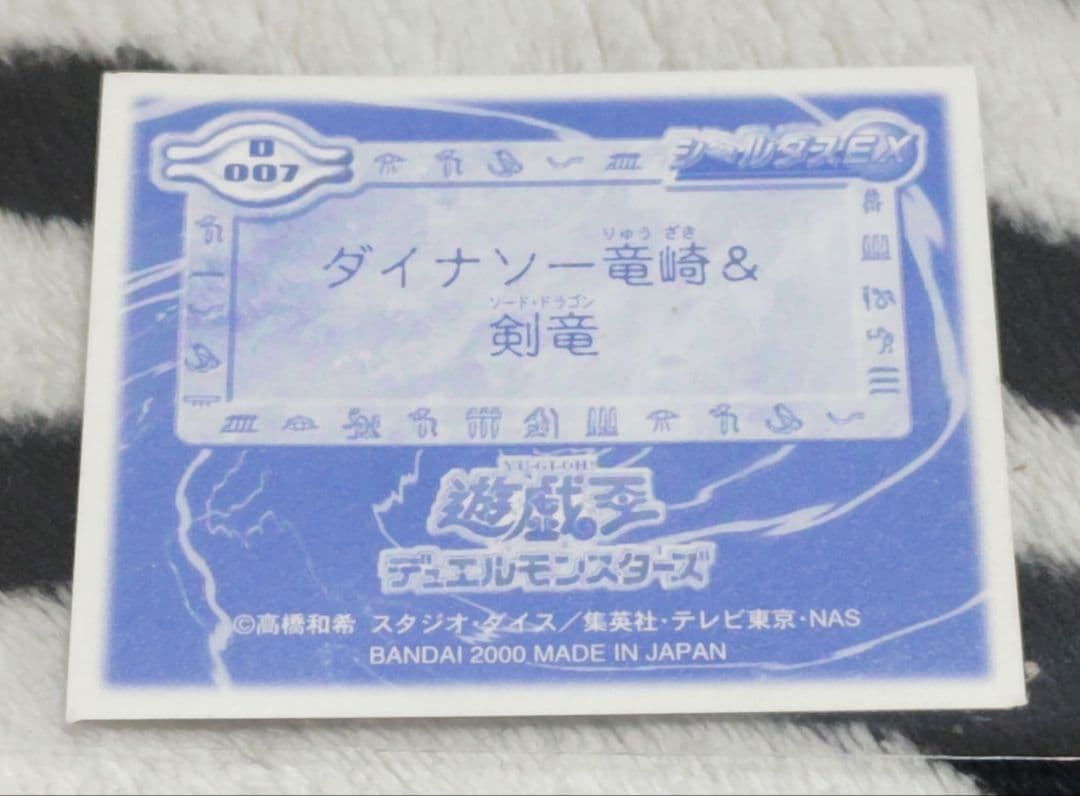 D
007
シールダスEX
りゅう ざき
ダイナソー竜崎&
ソード・ドラゴン
剣竜
YU-GI-OH!
遊戯王
デュエルモンスターズ
©高橋和希 スタジオ・ダイス／集英社・テレビ東京・NAS
BANDAI 2000 MADE IN JAPAN